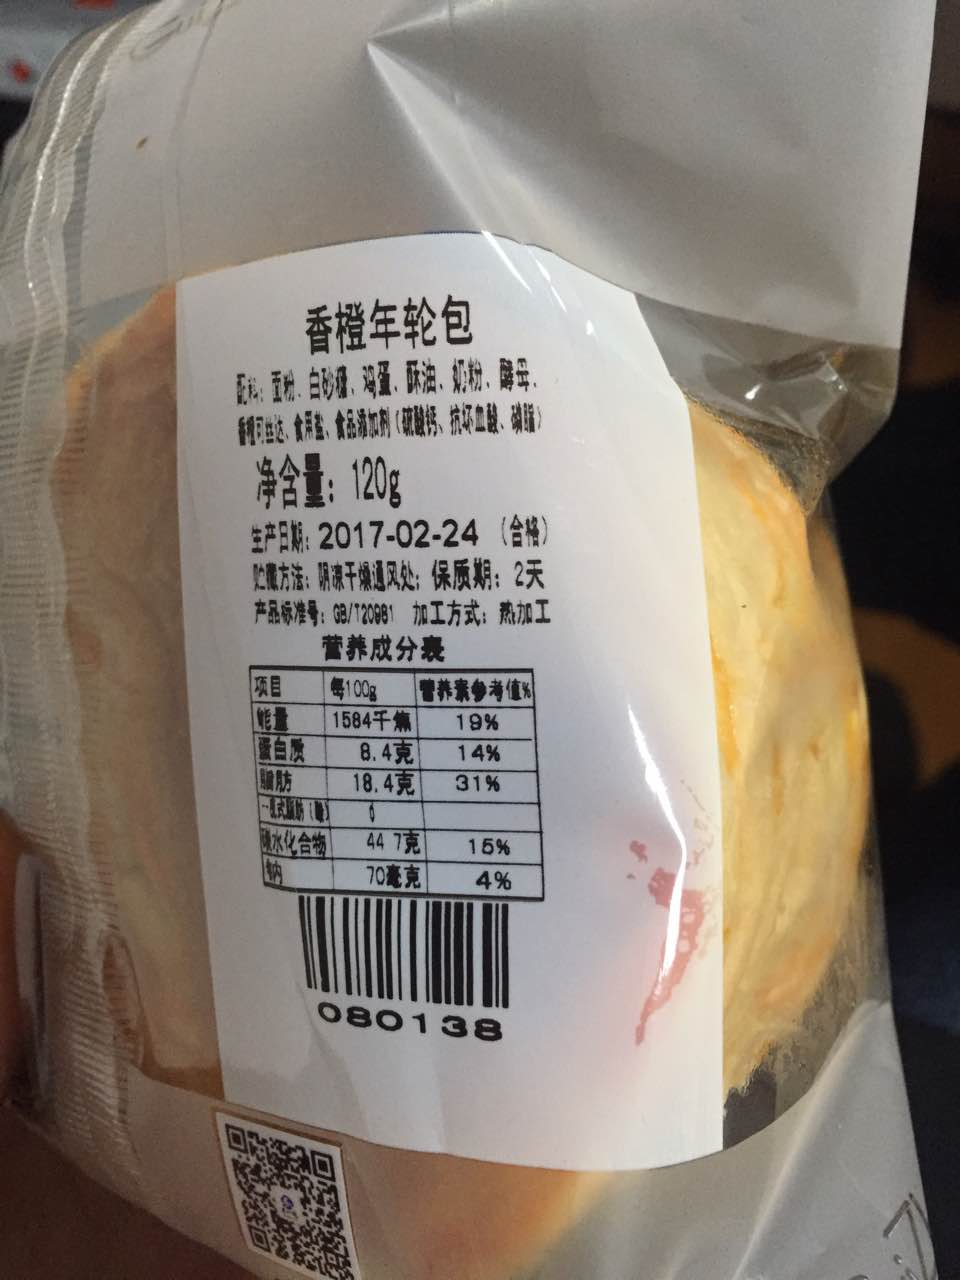 香橙年轮包
配料：面粉、白砂糖、鸡蛋、酥油、奶粉、酵母、
香橙可丝达、食用盐、食品添加剂（硫酸钙、抗坏血酸、磷脂）
净含量：120g
生产日期：2017-02-24（合格）
贮藏方法：阴凉干燥通风处；保质期：2天
产品标准号：GB/T20981 加工方式：热加工
营养成分表
项目 每100g 营养素参考值%
能量 1584千焦 19%
蛋白质 8.4克 14%
脂肪 18.4克 31%
--反式脂肪（酸） 0
碳水化合物 44.7克 15%
钠 70毫克 4%
080138